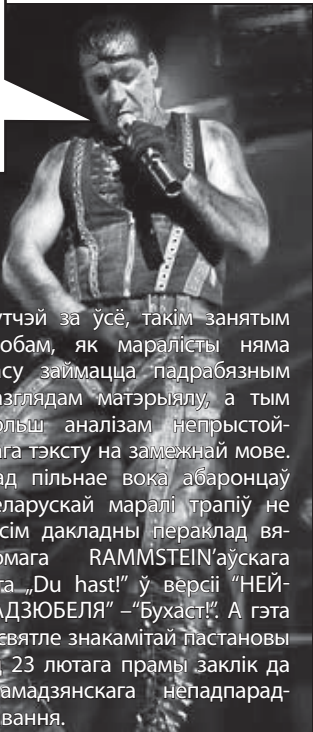 утчэй за ўсё, такім занятым
обам, як маралісты няма
асу займацца падрабязным
азглядам матэрыялу, а тым
ольш аналізам непрыстой-
ага тэксту на замежнай мове.
ад пільнае вока абаронцаў
еларускай маралі трапіў не
сім дакладны пераклад вя-
омага RAMMSTEIN'аўскага
та „Du hast!” ў версіі “НЕЙ-
АДЗЮБЕЛЯ” –“Бухаст!”. А гэта
святле знакамітай пастановы
д 23 лютага прамы заклік да
амадзянскага непадпарад-
вання.